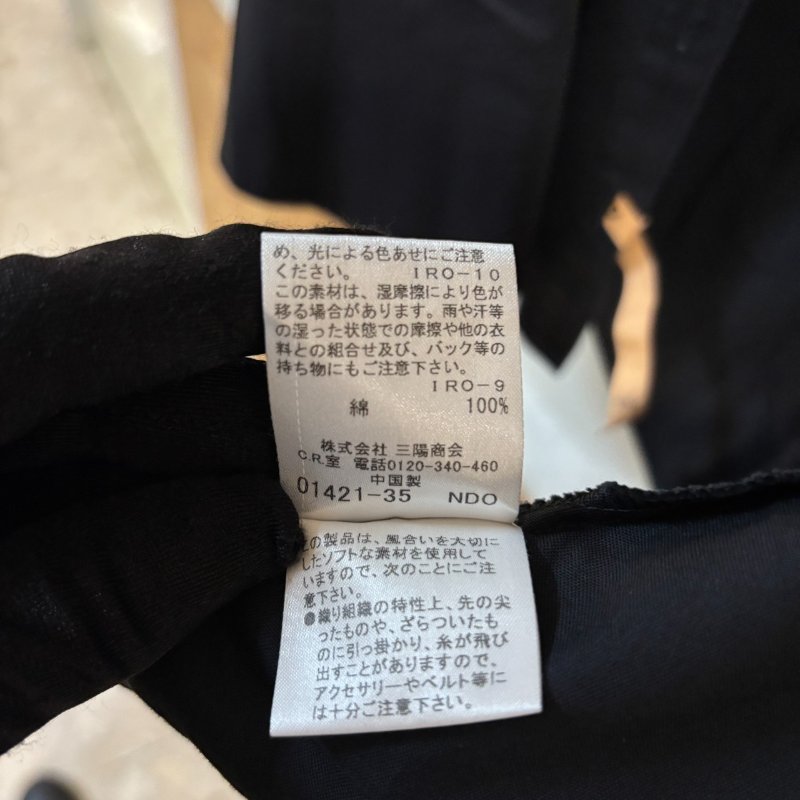 め、光による色あせにご注意
ください。 IRO-10
この素材は、湿摩擦により色が
移る場合があります。雨や汗等
の湿った状態での摩擦や他の衣
料との組合せ及び、バック等の
持ち物にもご注意下さい。
IRO-9
綿 100%
株式会社 三陽商会
C.R.室 電話0120-340-460
中国製
01421-35 NDO
この製品は、風合いを大切に
したソフトな素材を使用して
いますので、次のことにご注
意下さい。
●織り組織の特性上、先の尖
ったものや、ざらついたも
のに引っ掛かり、糸が飛び
出すことがありますので、
アクセサリーやベルト等に
は十分ご注意下さい。